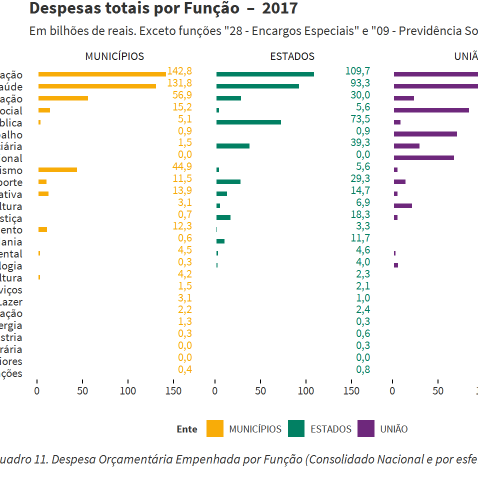 Despesas totais por Função – 2017
Em bilhões de reais. Exceto funções "28 - Encargos Especiais" e "09 - Previdência So
MUNICÍPIOS ESTADOS UNIÃ
ação 142,8 109,7
aúde 131,8 93,3
ação 56,9 30,0
ocial 15,2 5,6
blica 5,1 73,5
balho 0,9 0,9
iária 1,5 39,3
onal 0,0 0,0
ismo 44,9 5,6
porte 11,5 29,3
ativa 13,9 14,7
ltura 3,1 6,9
stiça 0,7 18,3
ento 12,3 3,3
ania 0,6 11,7
ental 4,5 4,6
logia 0,3 4,0
ltura 4,2 2,3
viços 1,5 2,1
Lazer 3,1 1,0
ação 2,2 2,4
ergia 1,3 0,3
stria 0,3 0,6
rária 0,0 0,3
iores 0,0 0,0
ções 0,4 0,8
0 50 100 150 0 50 100 150 0 50
Ente MUNICÍPIOS ESTADOS UNIÃO
uadro 11. Despesa Orçamentária Empenhada por Função (Consolidado Nacional e por esfe